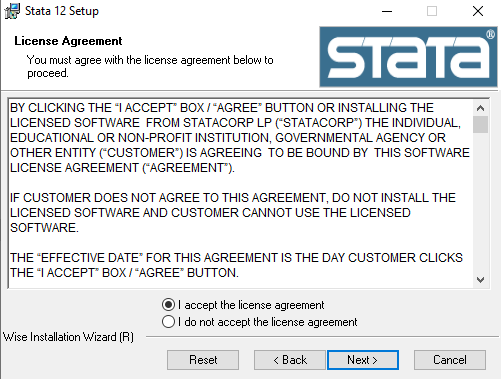 Stata 12 Setup
License Agreement
You must agree with the license agreement below to
proceed.
STATA®
BY CLICKING THE “I ACCEPT” BOX / “AGREE” BUTTON OR INSTALLING THE
LICENSED SOFTWARE FROM STATACORP LP (“STATACORP”) THE INDIVIDUAL,
EDUCATIONAL OR NON-PROFIT INSTITUTION, GOVERNMENTAL AGENCY OR
OTHER ENTITY (“CUSTOMER”) IS AGREEING TO BE BOUND BY THIS SOFTWARE
LICENSE AGREEMENT (“AGREEMENT”).
IF CUSTOMER DOES NOT AGREE TO THIS AGREEMENT, DO NOT INSTALL THE
LICENSED SOFTWARE AND CUSTOMER CANNOT USE THE LICENSED
SOFTWARE.
THE “EFFECTIVE DATE” FOR THIS AGREEMENT IS THE DAY CUSTOMER CLICKS
THE “I ACCEPT” BOX / “AGREE” BUTTON.
I accept the license agreement
I do not accept the license agreement
Wise Installation Wizard (R)
Reset
< Back
Next >
Cancel